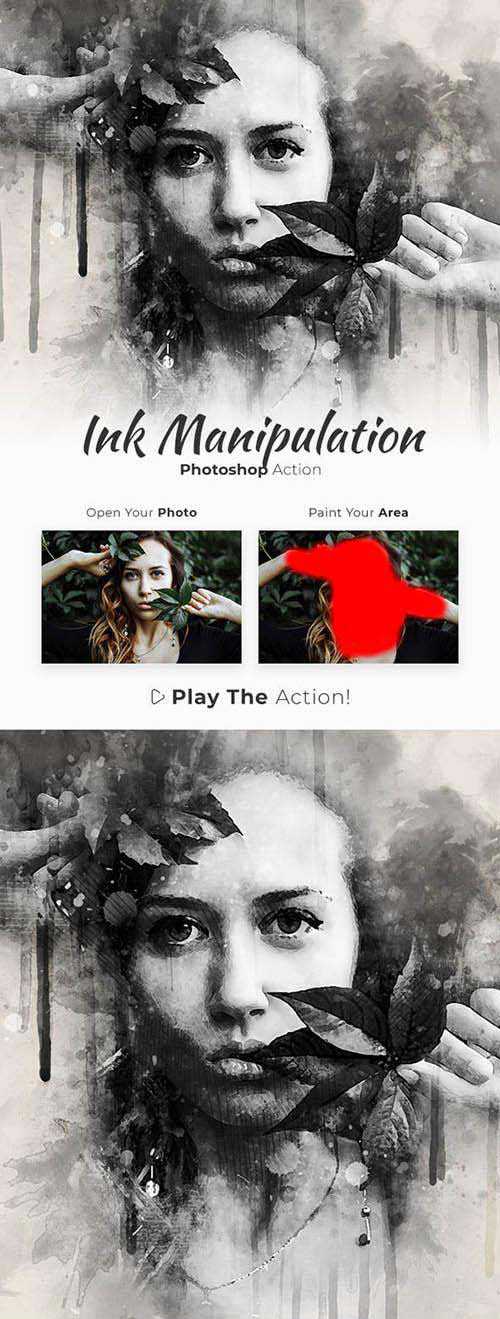 Ink Manipulation
Photoshop Action
Open Your Photo
Paint Your Area
Play The Action!